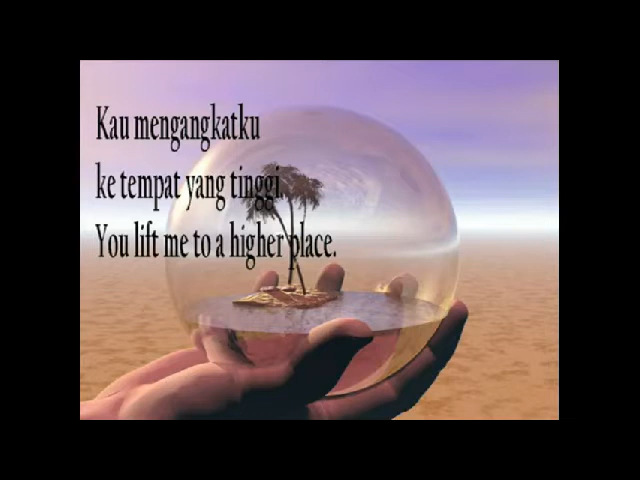 Kau mengangkatku
ke tempat yang tinggi.
You lift me to a higher place.